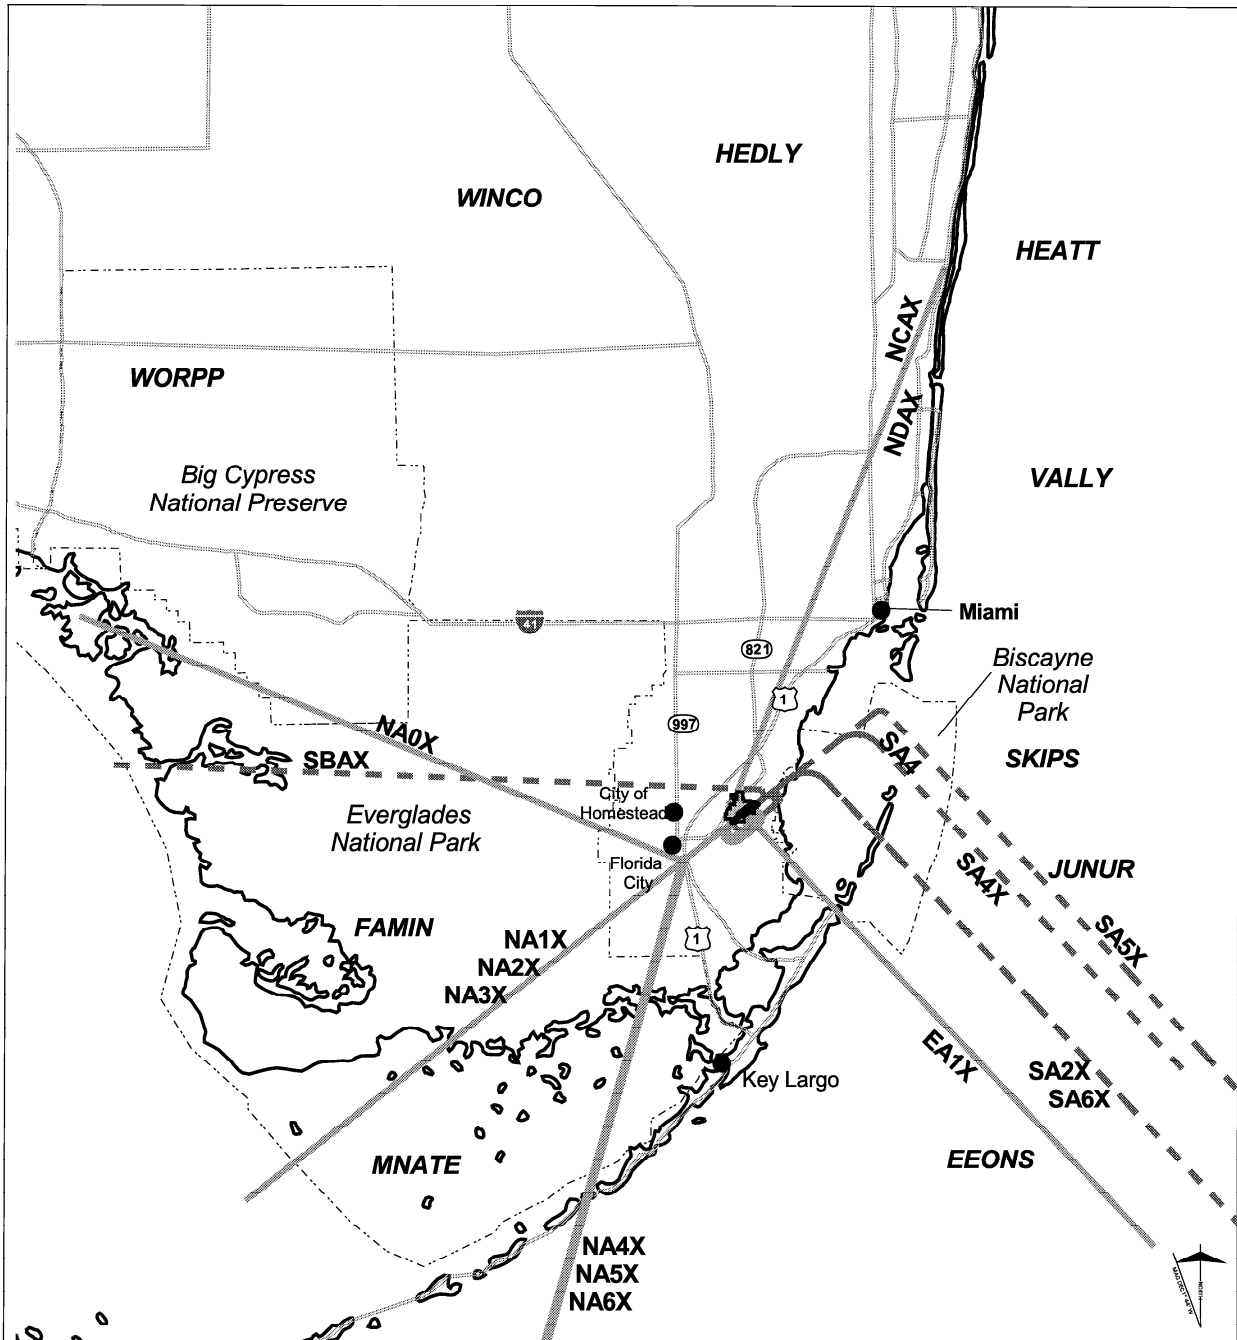 HEDLY
WINCO
HEATT
NCAX
WORPP
NDAX
Big Cypress
National Preserve
VALLY
41
Miami
821
Biscayne
National
Park
1
997
NA0X
SA4
SBAX
SKIPS
City of
Homestead
Everglades
National Park
Florida
City
JUNUR
SA4X
SA5X
FAMIN
NA1X
NA2X
NA3X
1
EA1X
SA2X
SA6X
Key Largo
MNATE
EEONS
NA4X
NA5X
NA6X
NORTH